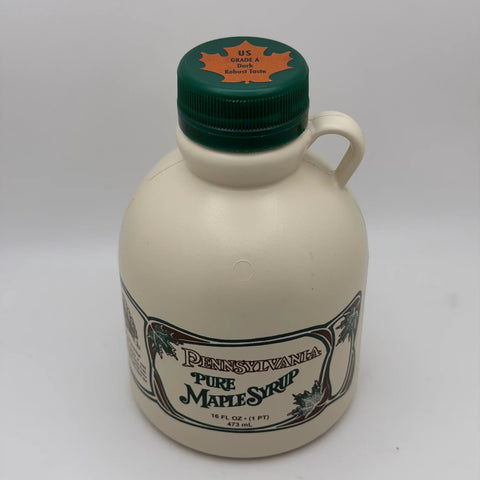 US
GRADE A
Dark
Robust Taste
PENNSYLVANIA
PURE
MAPLE SYRUP
16 FL OZ • (1 PT)
473 mL